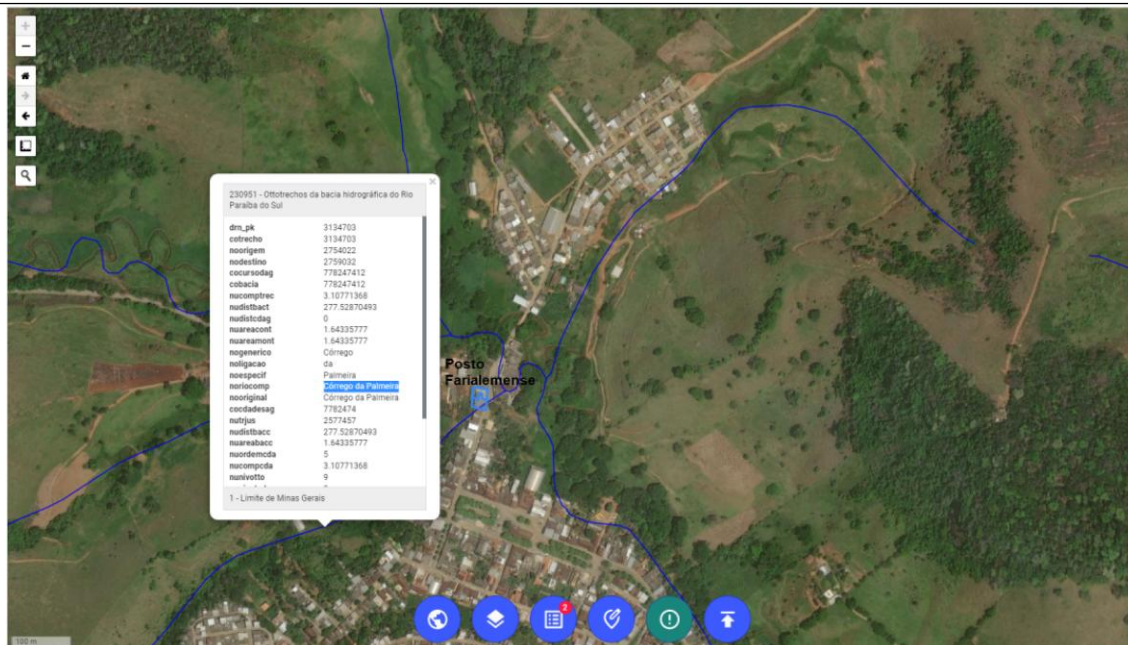 230951 - Ottotrechos da bacia hidrográfica do Rio
Paraíba do Sul
drn_pk 3134703
cotrecho 3134703
noorigem 2754022
nodestino 2759032
cocursodag 778247412
cobacia 778247412
nucomptrec 3.10771368
nudistbact 277.52870493
nudistcdag 0
nuareacont 1.64335777
nuareamont 1.64335777
nogenerico Córrego
noligacao da
noespecif Palmeira
noriocomp Córrego da Palmeira
nooriginal Córrego da Palmeira
cocdadesag 7782474
nutrjus 2577457
nudistbacc 277.52870493
nuareabacc 1.64335777
nuordemcda 5
nucompcda 3.10771368
nunivotto 9
1 - Limite de Minas Gerais
Posto
Farialemense
2
100 m